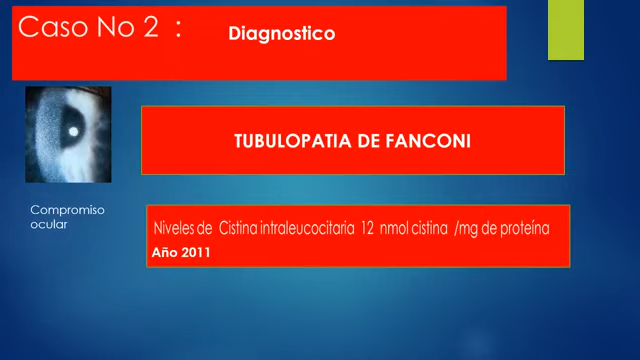 Caso No 2 :
Diagnostico
TUBULOPATIA DE FANCONI
Compromiso
ocular
Niveles de Cistina intraleucocitaria 12 nmol cistina /mg de proteína
Año 2011